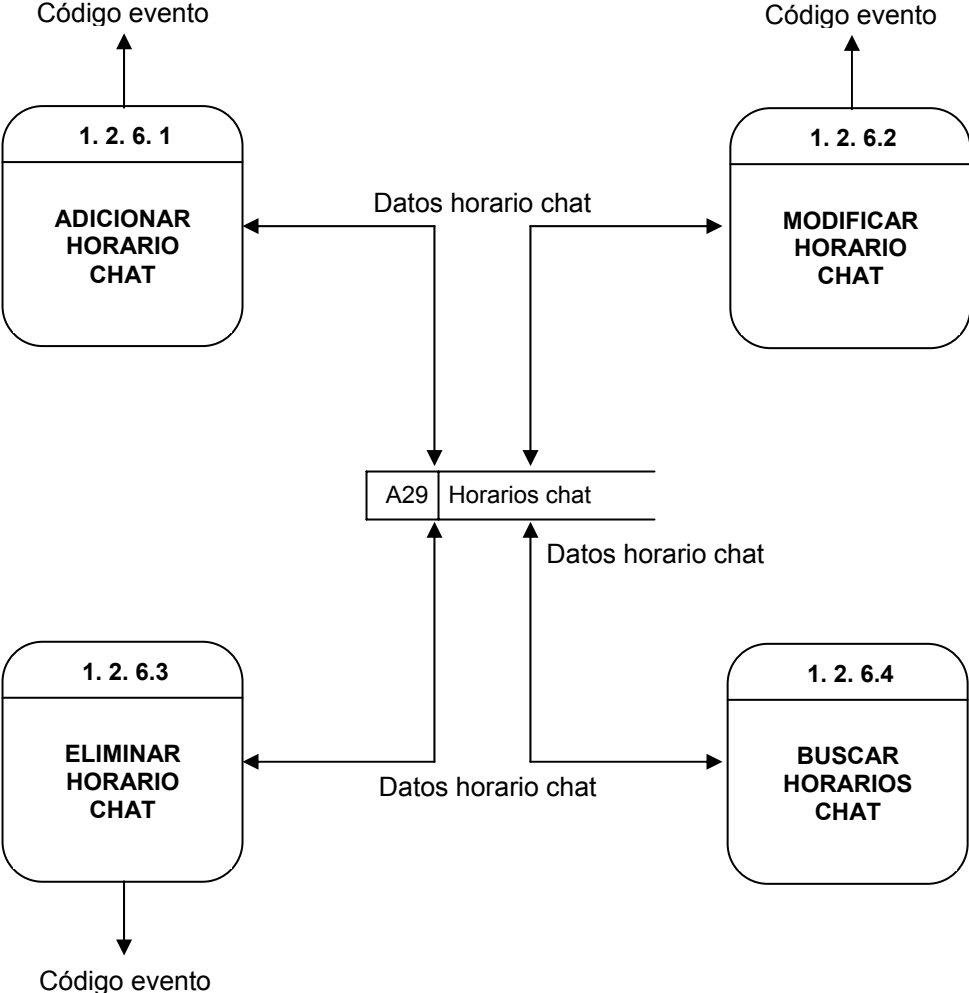 Código evento
Código evento
1. 2. 6. 1
1. 2. 6.2
ADICIONAR
HORARIO
CHAT
Datos horario chat
MODIFICAR
HORARIO
CHAT
A29 Horarios chat
Datos horario chat
1. 2. 6.3
1. 2. 6.4
ELIMINAR
HORARIO
CHAT
Datos horario chat
BUSCAR
HORARIOS
CHAT
Código evento